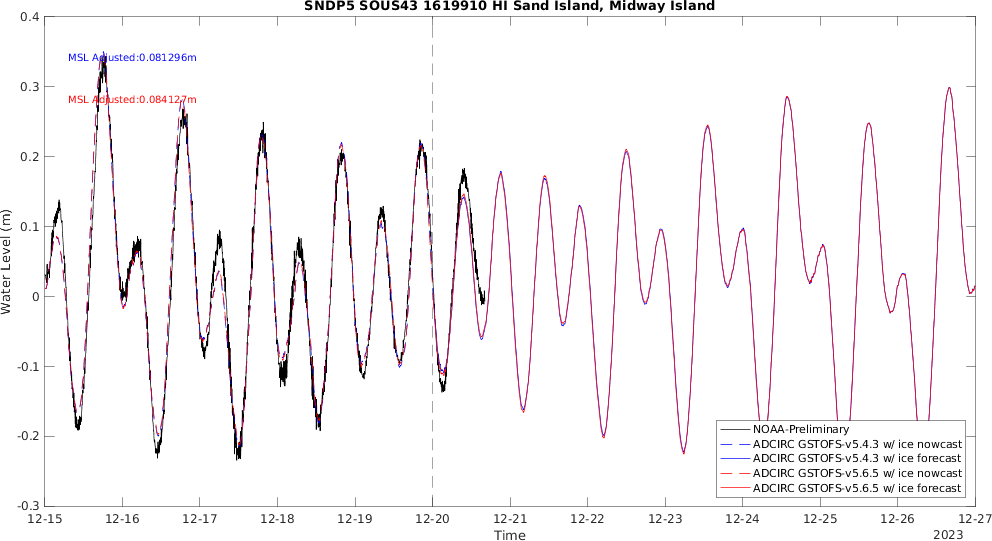 SNDP5 SOUS43 1619910 HI Sand Island, Midway Island
0.4
MSL Adjusted:0.081296m
0.3
MSL Adjusted:0.084127m
0.2
0.1
Water Level (m)
0
-0.1
-0.2
-0.3
NOAA-Preliminary
ADCIRC GSTOFS-v5.4.3 w/ ice nowcast
ADCIRC GSTOFS-v5.4.3 w/ ice forecast
ADCIRC GSTOFS-v5.6.5 w/ ice nowcast
ADCIRC GSTOFS-v5.6.5 w/ ice forecast
12-15 12-16 12-17 12-18 12-19 12-20 12-21 12-22 12-23 12-24 12-25 12-26 12-27
Time
2023